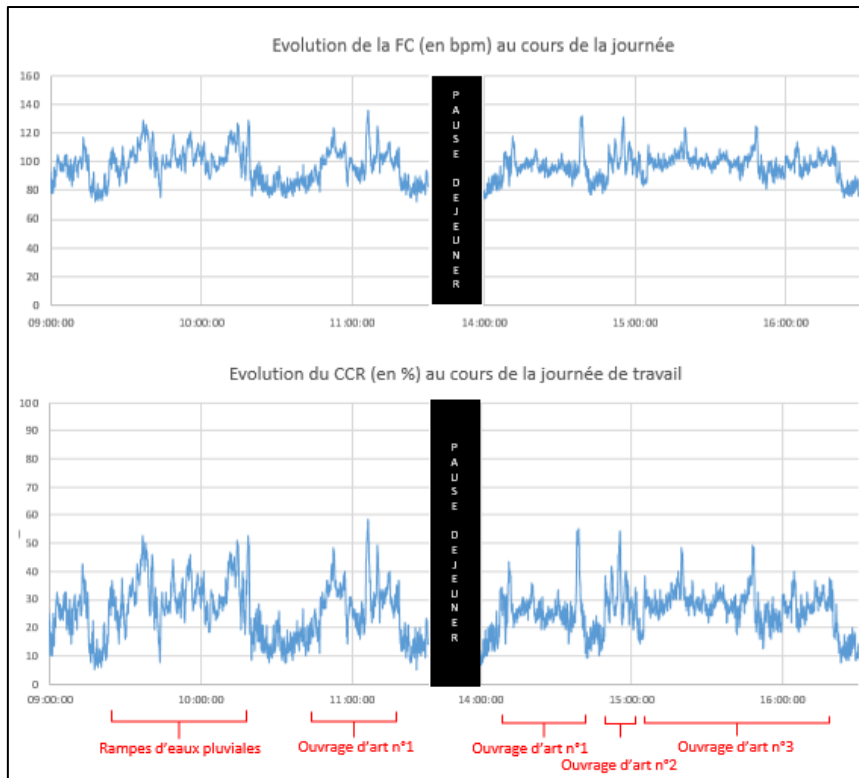 Evolution de la FC (en bpm) au cours de la journée
160
140
120
100
80
60
40
20
0
PAUSE DEJEUNER
09:00:00 10:00:00 11:00:00 14:00:00 15:00:00 16:00:00
Evolution du CCR (en %) au cours de la journée de travail
100
90
80
70
60
50
40
30
20
10
0
PAUSE DEJEUNER
09:00:00 10:00:00 11:00:00 14:00:00 15:00:00 16:00:00
Rampes d'eaux pluviales Ouvrage d'art n°1 Ouvrage d'art n°1 Ouvrage d'art n°3
Ouvrage d'art n°2